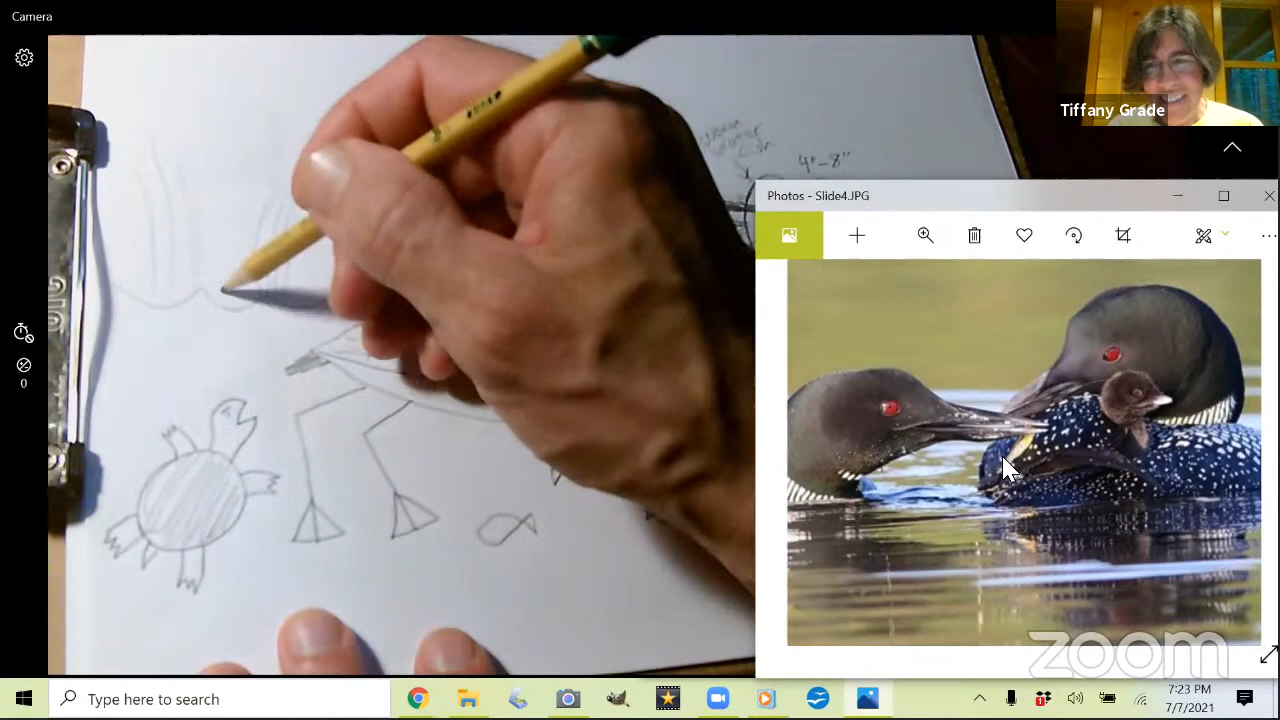 Camera
Tiffany Grade
4"-8"
Photos - Slide4.JPG
0
zoom
Type here to search
1
7:23 PM
7/7/2021